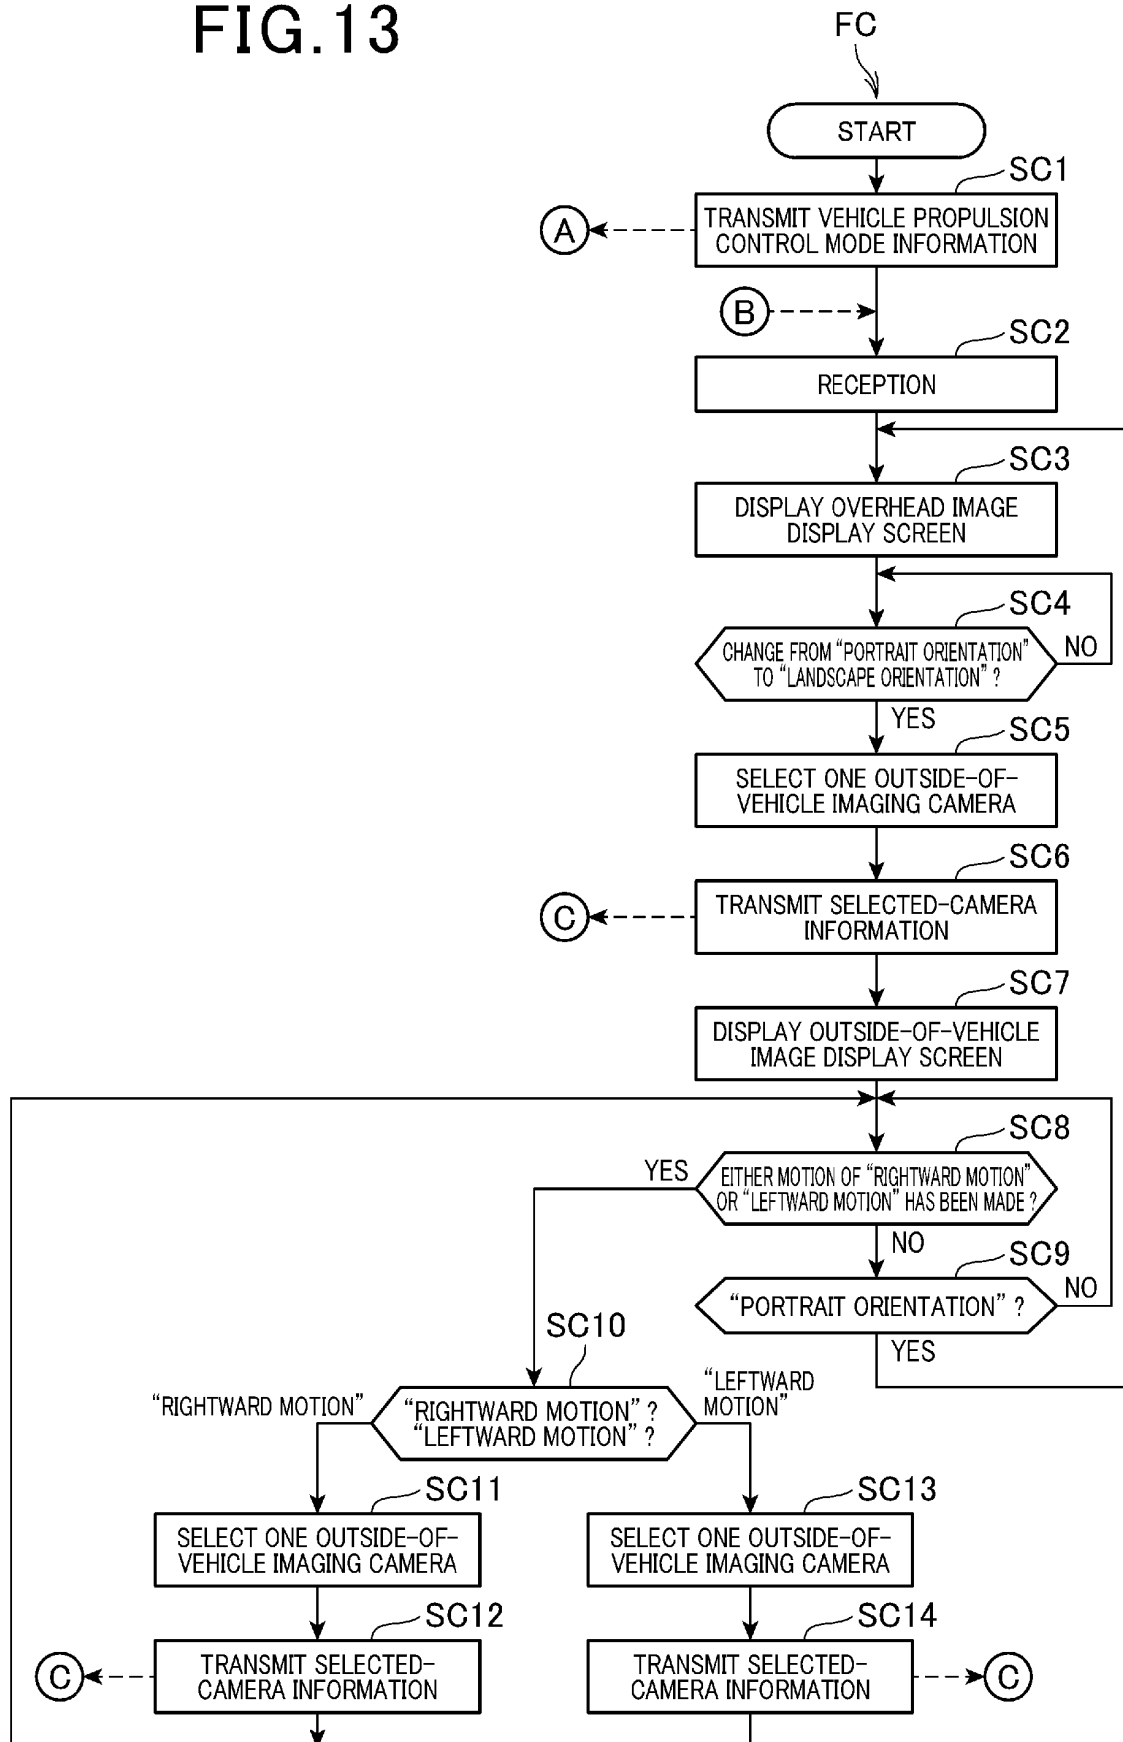 FIG.13
FC
START
SC1
TRANSMIT VEHICLE PROPULSION
CONTROL MODE INFORMATION
A
B
SC2
RECEPTION
SC3
DISPLAY OVERHEAD IMAGE
DISPLAY SCREEN
SC4
CHANGE FROM “PORTRAIT ORIENTATION”
TO “LANDSCAPE ORIENTATION” ?
NO
YES
SC5
SELECT ONE OUTSIDE-OF-
VEHICLE IMAGING CAMERA
SC6
TRANSMIT SELECTED-CAMERA
INFORMATION
C
SC7
DISPLAY OUTSIDE-OF-VEHICLE
IMAGE DISPLAY SCREEN
SC8
EITHER MOTION OF “RIGHTWARD MOTION”
OR “LEFTWARD MOTION” HAS BEEN MADE ?
YES
NO
SC9
“PORTRAIT ORIENTATION” ?
NO
YES
SC10
“RIGHTWARD MOTION” ?
“LEFTWARD MOTION” ?
“RIGHTWARD MOTION”
“LEFTWARD
MOTION”
SC11
SELECT ONE OUTSIDE-OF-
VEHICLE IMAGING CAMERA
SC13
SELECT ONE OUTSIDE-OF-
VEHICLE IMAGING CAMERA
SC12
TRANSMIT SELECTED-
CAMERA INFORMATION
C
SC14
TRANSMIT SELECTED-
CAMERA INFORMATION
C